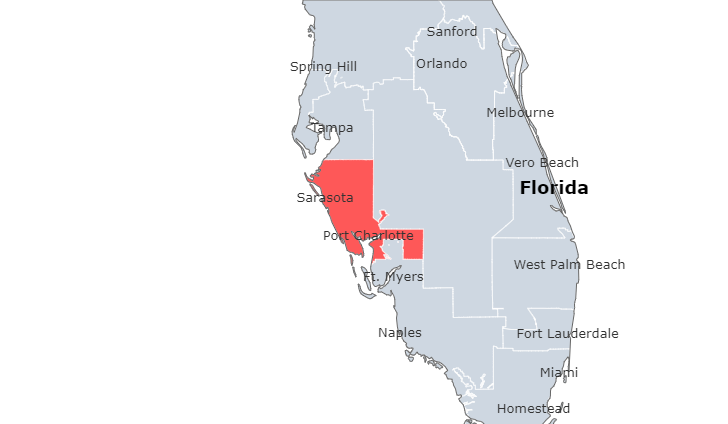 Sanford
Spring Hill
Orlando
Melbourne
Tampa
Vero Beach
Florida
Sarasota
Port Charlotte
West Palm Beach
Ft. Myers
Naples
Fort Lauderdale
Miami
Homestead